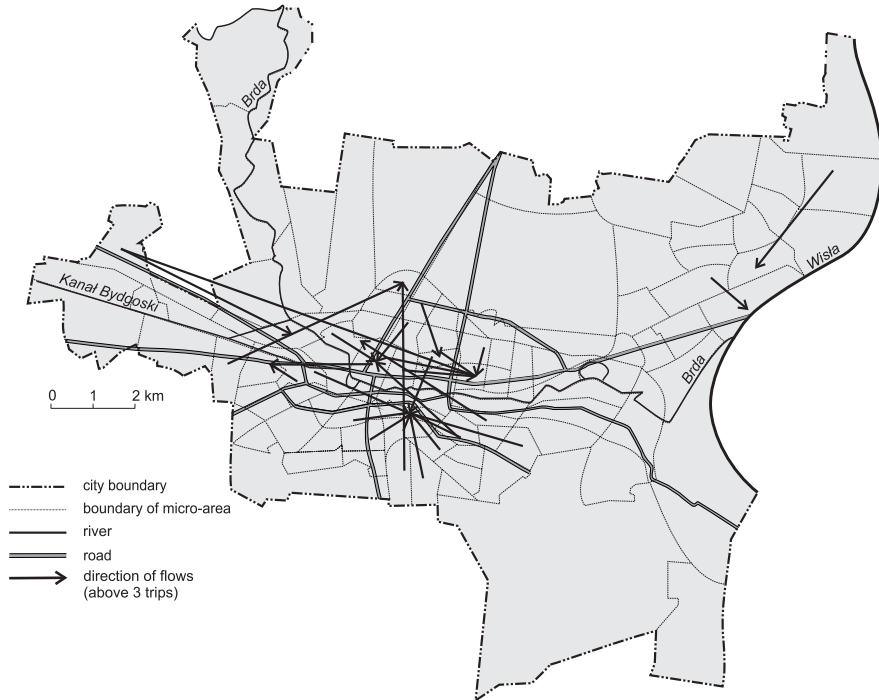 Brda
Wisła
Kanał Bydgoski
Brda
0 1 2 km
city boundary
boundary of micro-area
river
road
direction of flows
(above 3 trips)